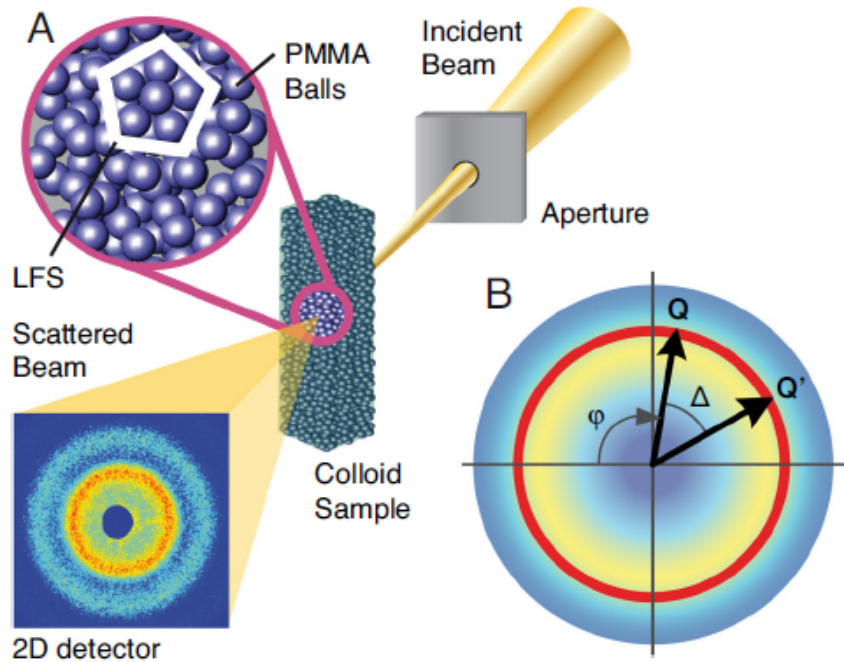 A
PMMA
Balls
LFS
Incident
Beam
Aperture
Scattered
Beam
Colloid
Sample
2D detector
B
Q
Q'
Δ
φ